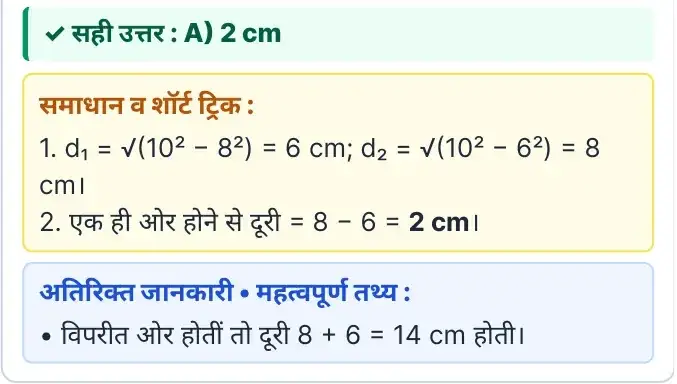 ✓ सही उत्तर : A) 2 cm
समाधान व शॉर्ट ट्रिक :
1. d₁ = √(10² − 8²) = 6 cm; d₂ = √(10² − 6²) = 8
cm।
2. एक ही ओर होने से दूरी = 8 − 6 = 2 cm।
अतिरिक्त जानकारी • महत्वपूर्ण तथ्य :
• विपरीत ओर होतीं तो दूरी 8 + 6 = 14 cm होती।